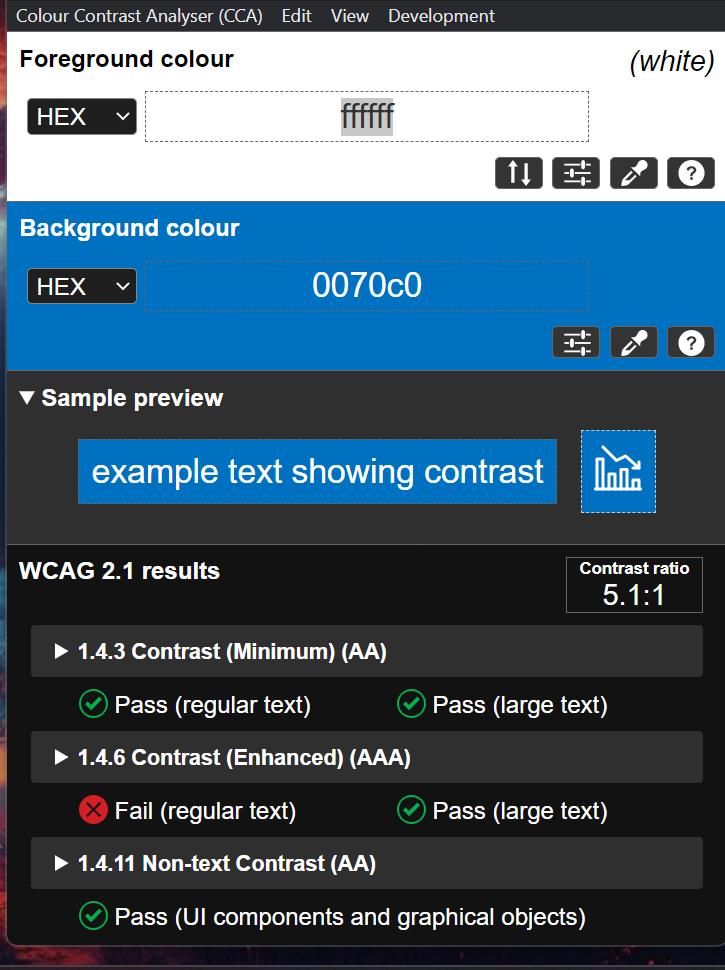 Colour Contrast Analyser (CCA) Edit View Development
Foreground colour (white)
HEX ffffff
?
Background colour
HEX 0070c0
?
Sample preview
example text showing contrast
WCAG 2.1 results
Contrast ratio
5.1:1
1.4.3 Contrast (Minimum) (AA)
Pass (regular text) Pass (large text)
1.4.6 Contrast (Enhanced) (AAA)
Fail (regular text) Pass (large text)
1.4.11 Non-text Contrast (AA)
Pass (UI components and graphical objects)